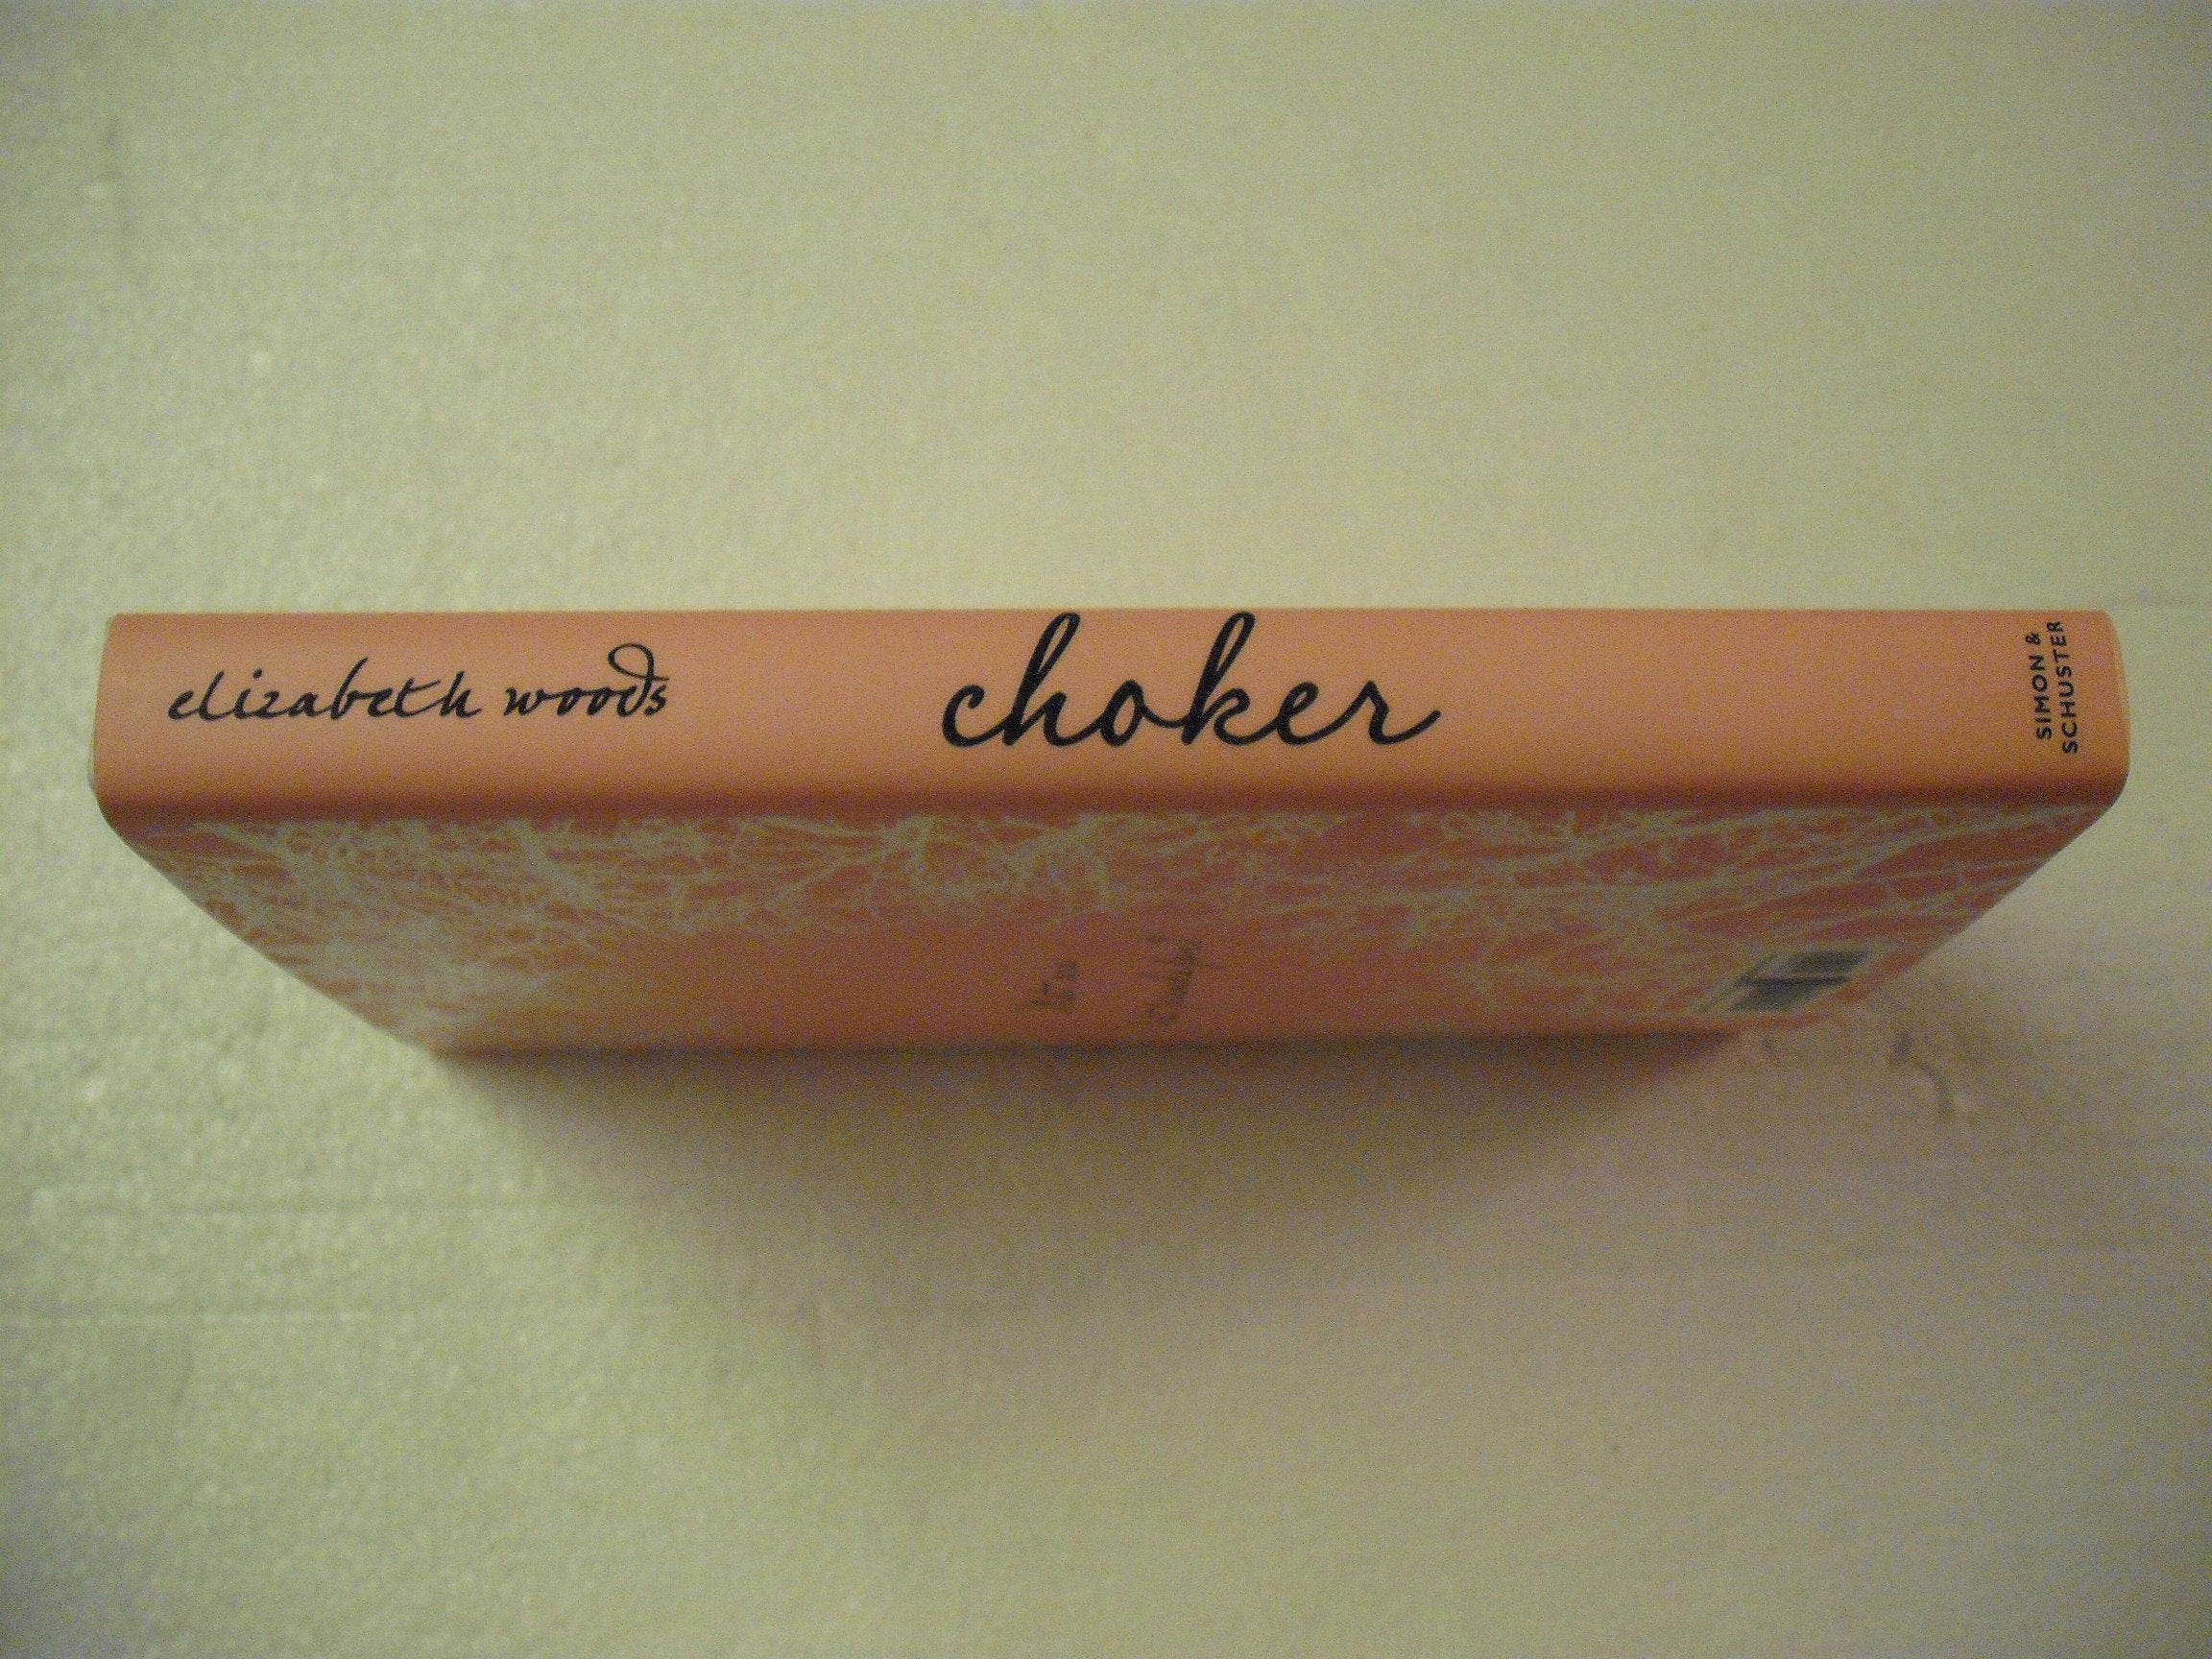 elizabeth woods
choker
SIMON &
SCHUSTER